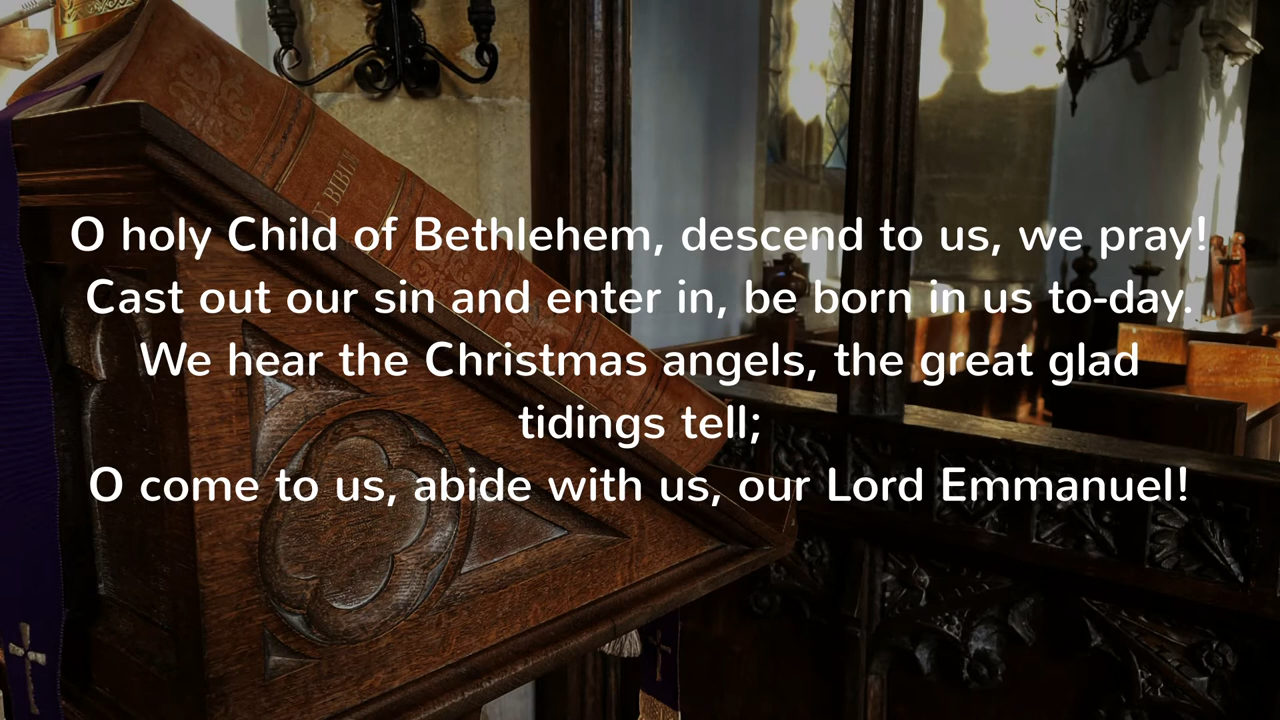 Y BIBLE
O holy Child of Bethlehem, descend to us, we pray!
Cast out our sin and enter in, be born in us to-day.
We hear the Christmas angels, the great glad
tidings tell;
O come to us, abide with us, our Lord Emmanuel!